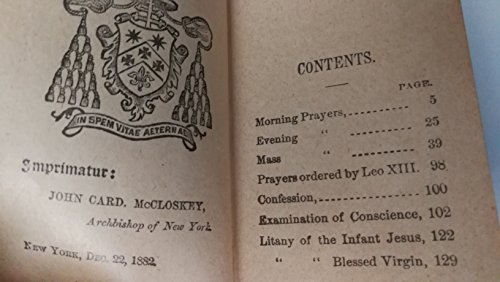 IN SPEM VITAE AETERNA
Imprimatur:
JOHN CARD. McCLOSKEY,
Archbishop of New York
NEW YORK, DEC. 22, 1882.
CONTENTS.
PAGE.
Morning Prayers, 5
Evening " 25
Mass " 39
Prayers ordered by Leo XIII. 98
Confession, 100
Examination of Conscience, 102
Litany of the Infant Jesus, 122
" " Blessed Virgin, 129